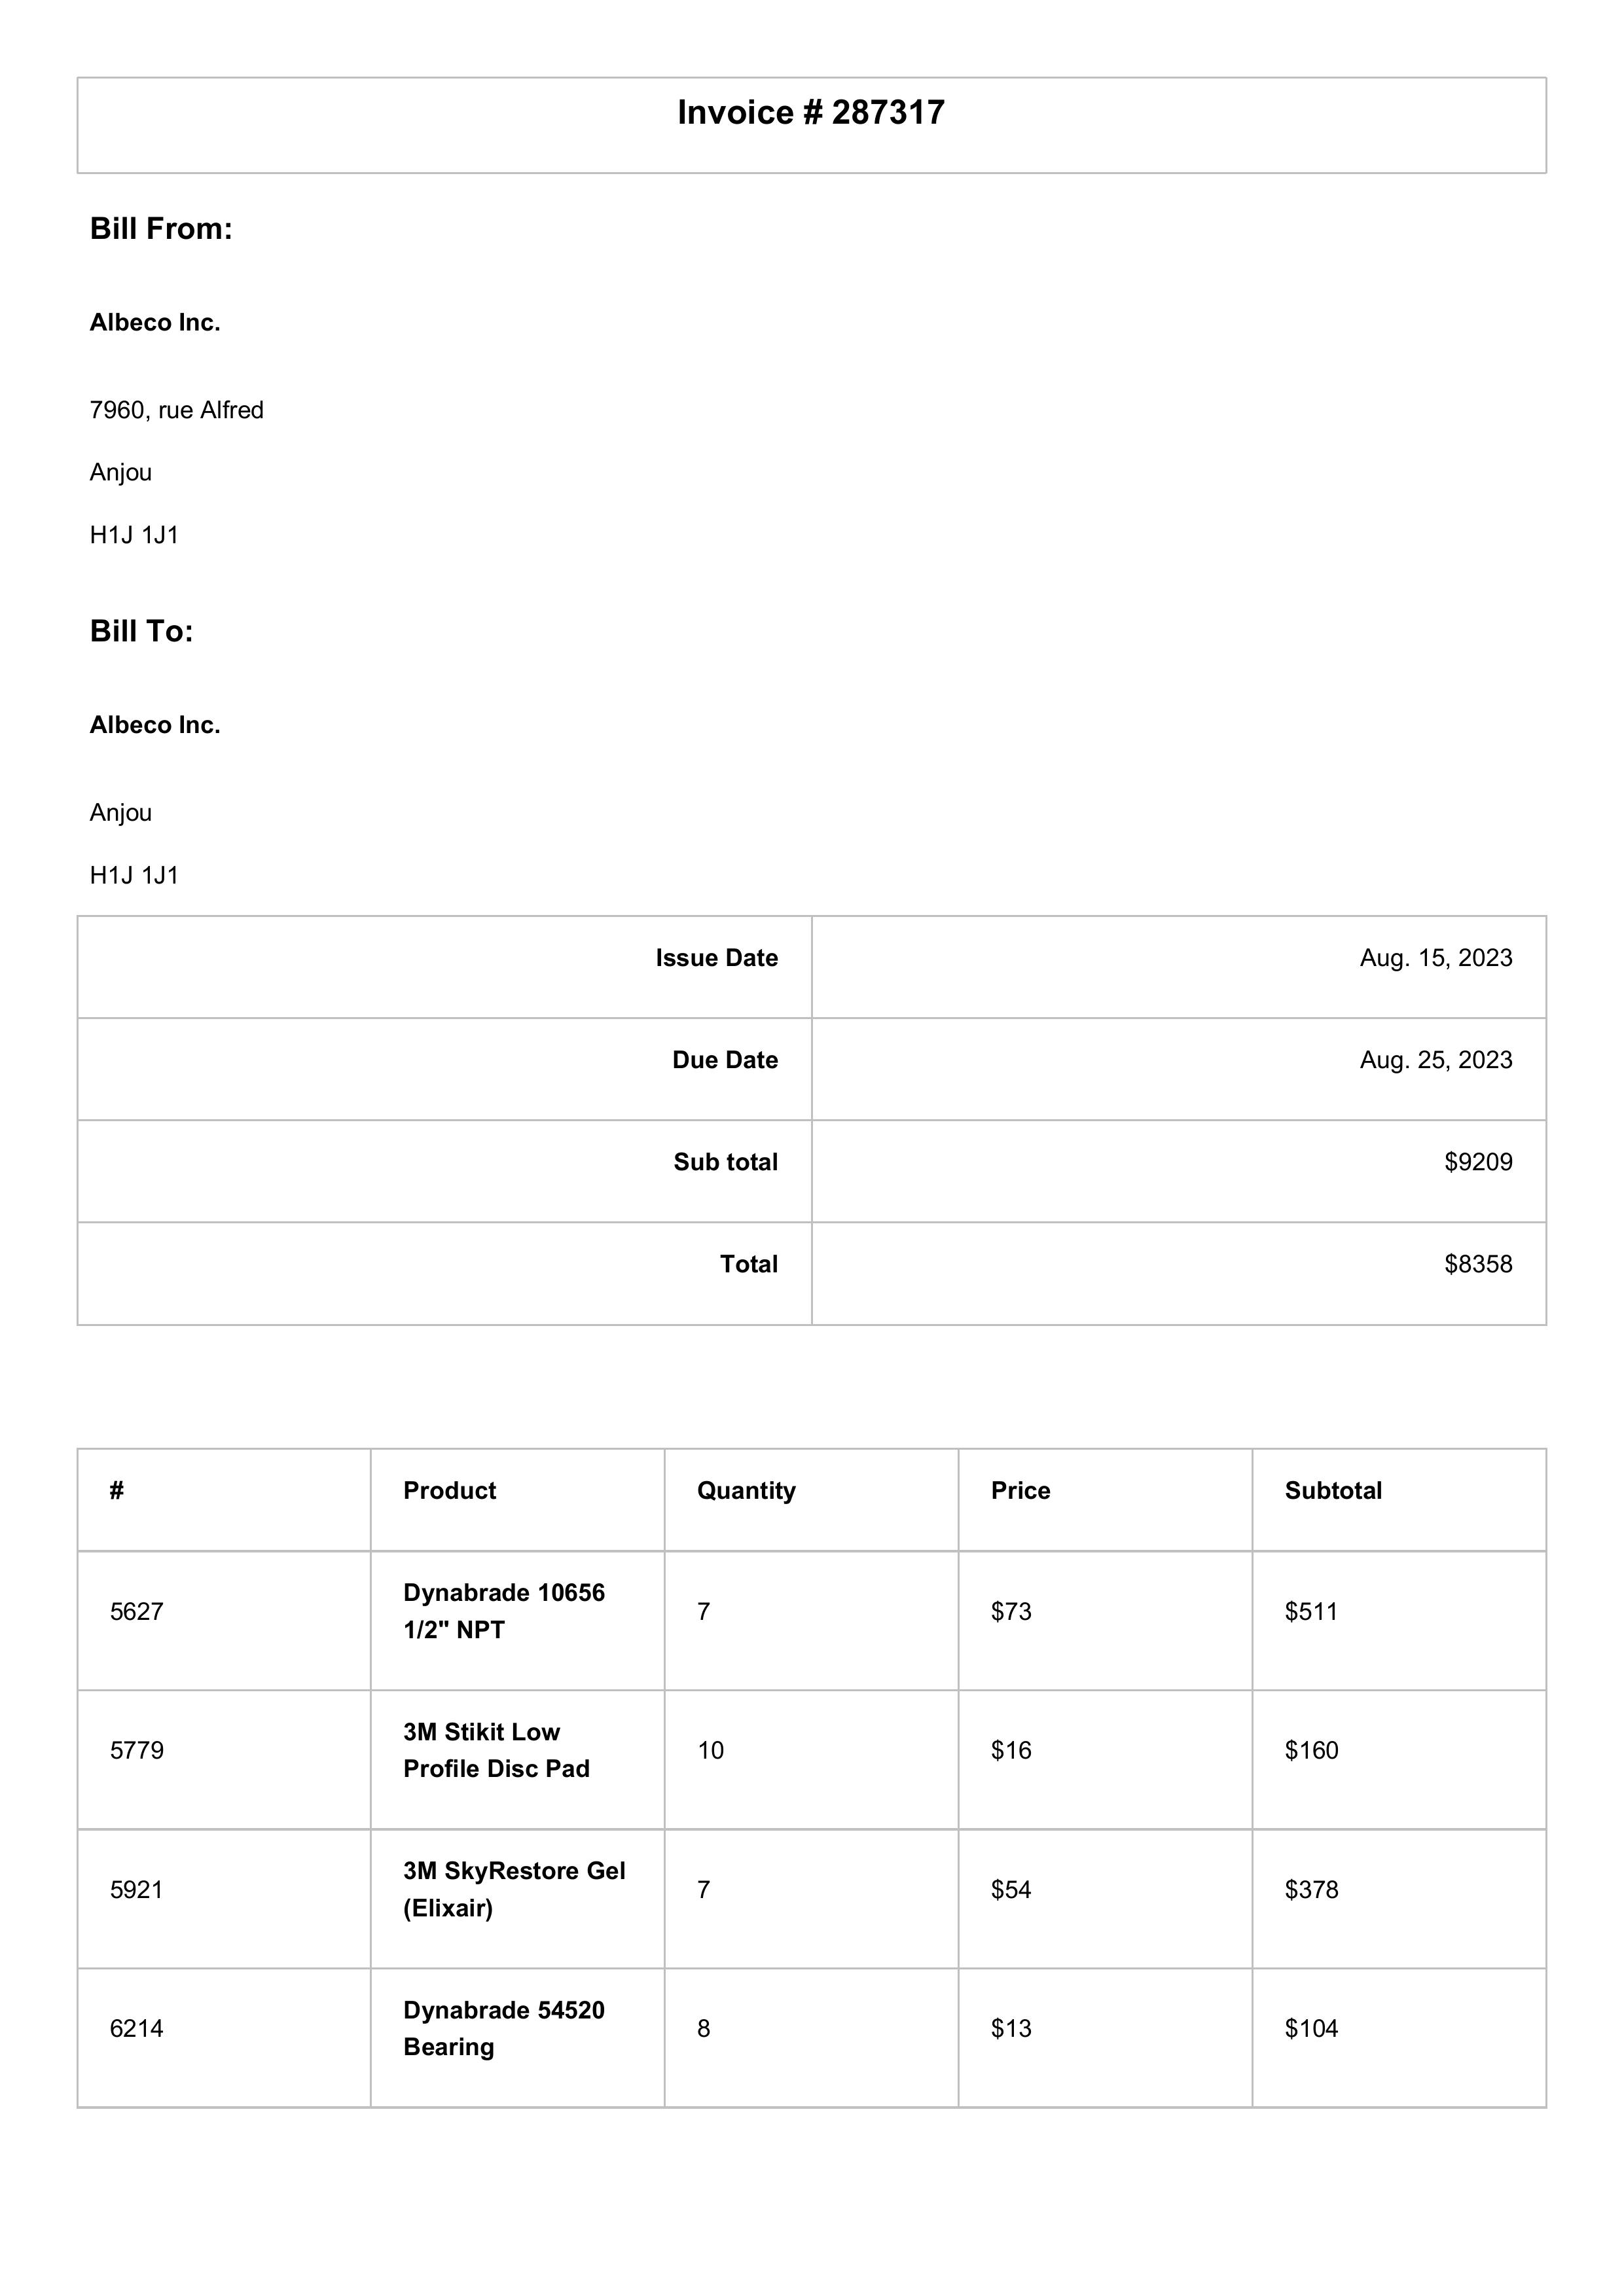 Invoice # 287317
Bill From:
Albeco Inc.
7960, rue Alfred
Anjou
H1J 1J1
Bill To:
Albeco Inc.
Anjou
H1J 1J1
Issue Date Aug. 15, 2023
Due Date Aug. 25, 2023
Sub total $9209
Total $8358
# Product Quantity Price Subtotal
5627 Dynabrade 10656 7 $73 $511
1/2" NPT
5779 3M Stikit Low 10 $16 $160
Profile Disc Pad
5921 3M SkyRestore Gel 7 $54 $378
(Elixair)
6214 Dynabrade 54520 8 $13 $104
Bearing